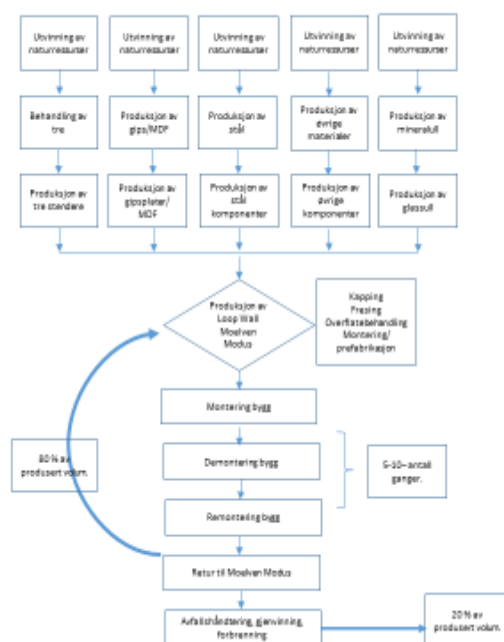 Utvinning av
naturressurser
Utvinning av
naturressurser
Utvinning av
naturressurser
Utvinning av
naturressurser
Utvinning av
naturressurser
Behandling av
tre
Produksjon av
gips/MDF
Produksjon av
stål
Produksjon av
øvrige
materialer
Produksjon av
mineralull
Produksjon av
tre stendere
Produksjon av
gipsplater/
MDF
Produksjon av
stål
komponenter
Produksjon av
øvrige
komponenter
Produksjon av
glassull
Produksjon av
Loop Wall
Moelven
Modus
Kapping
Fresing
Overflatebehandling
Montering/
prefabrikasjon
Montering bygg
80 % av
produsert volum.
Demontering bygg
5-10– antall
ganger.
Remontering bygg
Retur til Moelven Modus
Avfallshåndtering, gjenvinning,
forbrenning
20 % av
produsert volum.